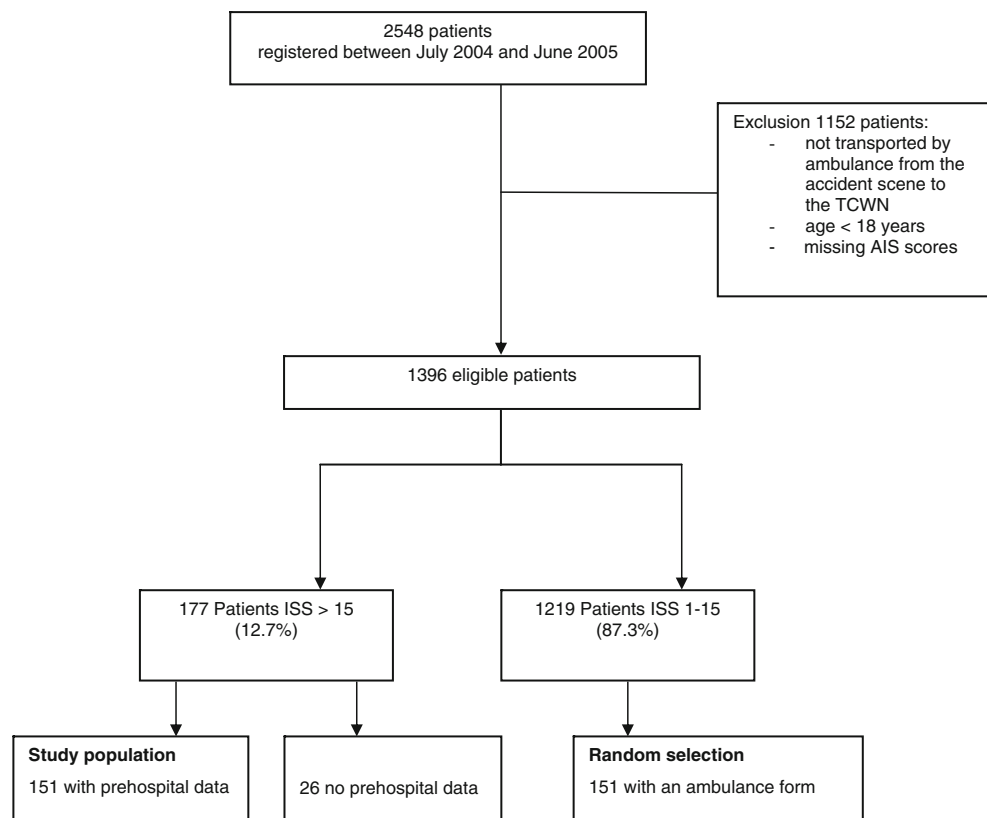 2548 patients
registered between July 2004 and June 2005
Exclusion 1152 patients:
- not transported by
ambulance from the
accident scene to
the TCWN
- age < 18 years
- missing AIS scores
1396 eligible patients
177 Patients ISS > 15
(12.7%)
1219 Patients ISS 1-15
(87.3%)
Study population
151 with prehospital data
26 no prehospital data
Random selection
151 with an ambulance form